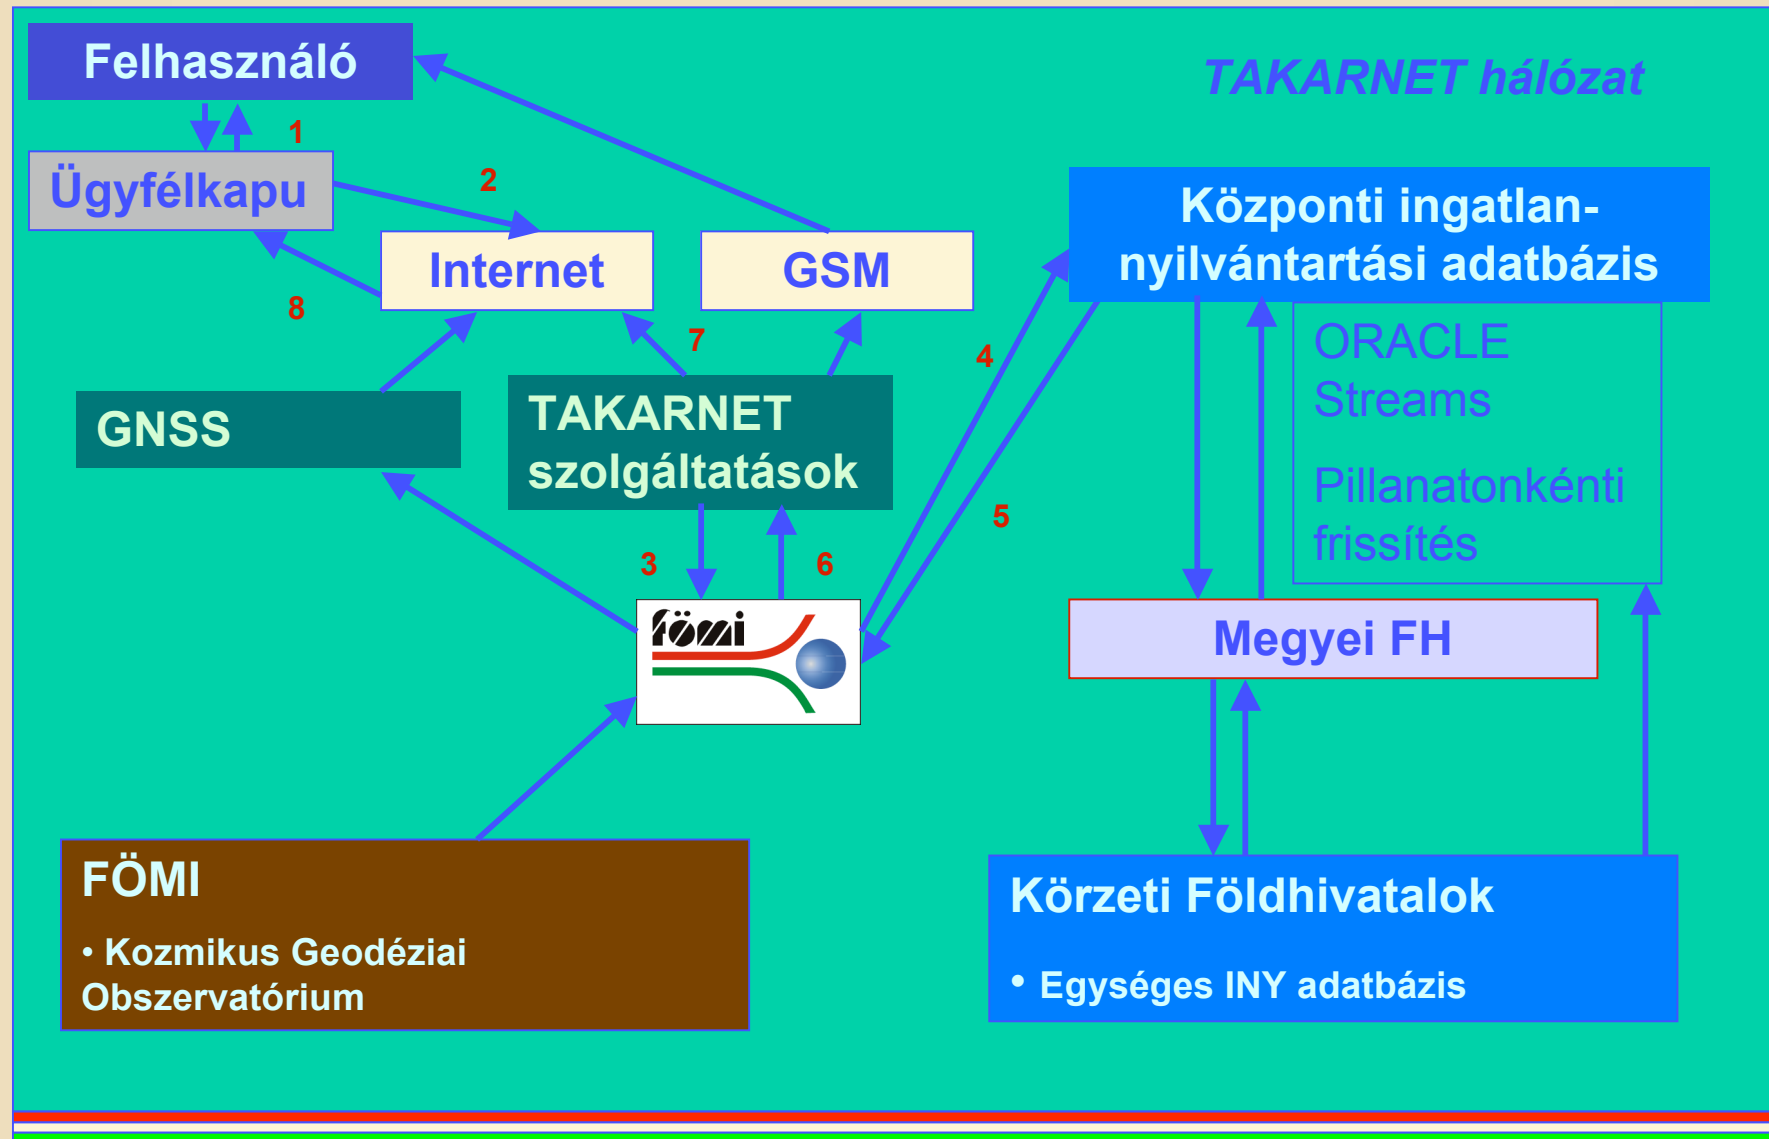 Felhasználó
TAKARNET hálózat
1
Ügyfélkapu
2
Központi ingatlan-
nyilvántartási adatbázis
Internet
GSM
8
7
4
ORACLE
Streams
Pillanatonkénti
frissítés
GNSS
TAKARNET
szolgáltatások
5
3
6
fömi
Megyei FH
FÖMI
• Kozmikus Geodéziai
Obszervatórium
Körzeti Földhivatalok
• Egységes INY adatbázis